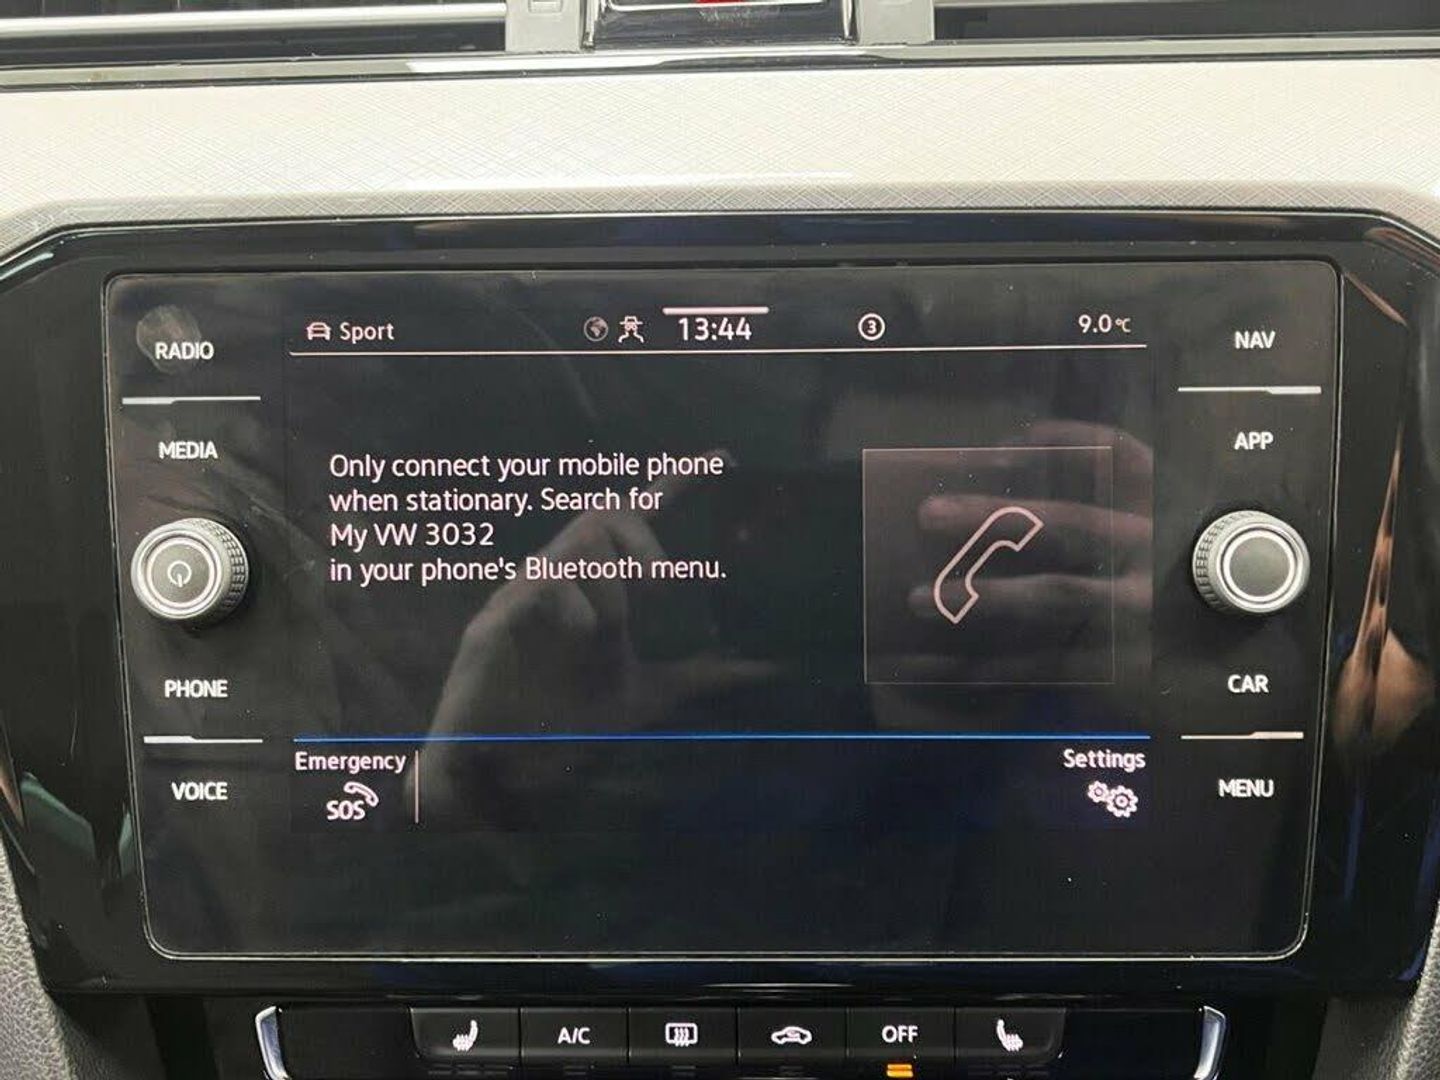 Sport
13:44
3
9.0°C
RADIO
MEDIA
PHONE
VOICE
Only connect your mobile phone
when stationary. Search for
My VW 3032
in your phone's Bluetooth menu.
Emergency
SOS
Settings
NAV
APP
CAR
MENU
A/C
OFF